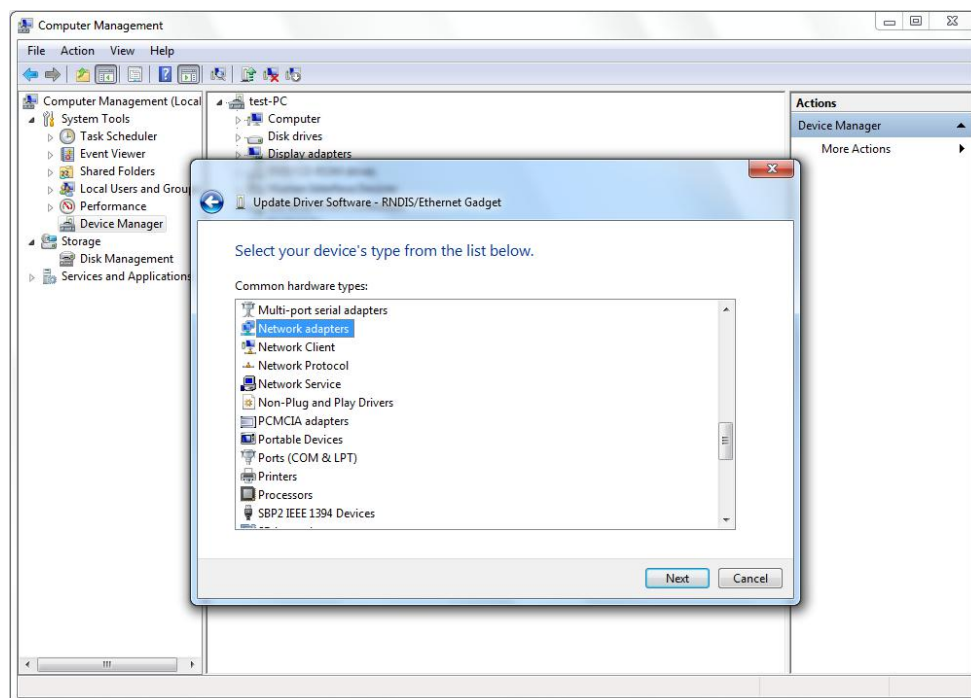 Computer Management
File Action View Help
Computer Management (Local
System Tools
Task Scheduler
Event Viewer
Shared Folders
Local Users and Grou
Performance
Device Manager
Storage
Disk Management
Services and Applications
test-PC
Computer
Disk drives
Display adapters
Update Driver Software - RNDIS/Ethernet Gadget
Select your device's type from the list below.
Common hardware types:
Multi-port serial adapters
Network adapters
Network Client
Network Protocol
Network Service
Non-Plug and Play Drivers
PCMCIA adapters
Portable Devices
Ports (COM & LPT)
Printers
Processors
SBP2 IEEE 1394 Devices
Next Cancel
Actions
Device Manager
More Actions